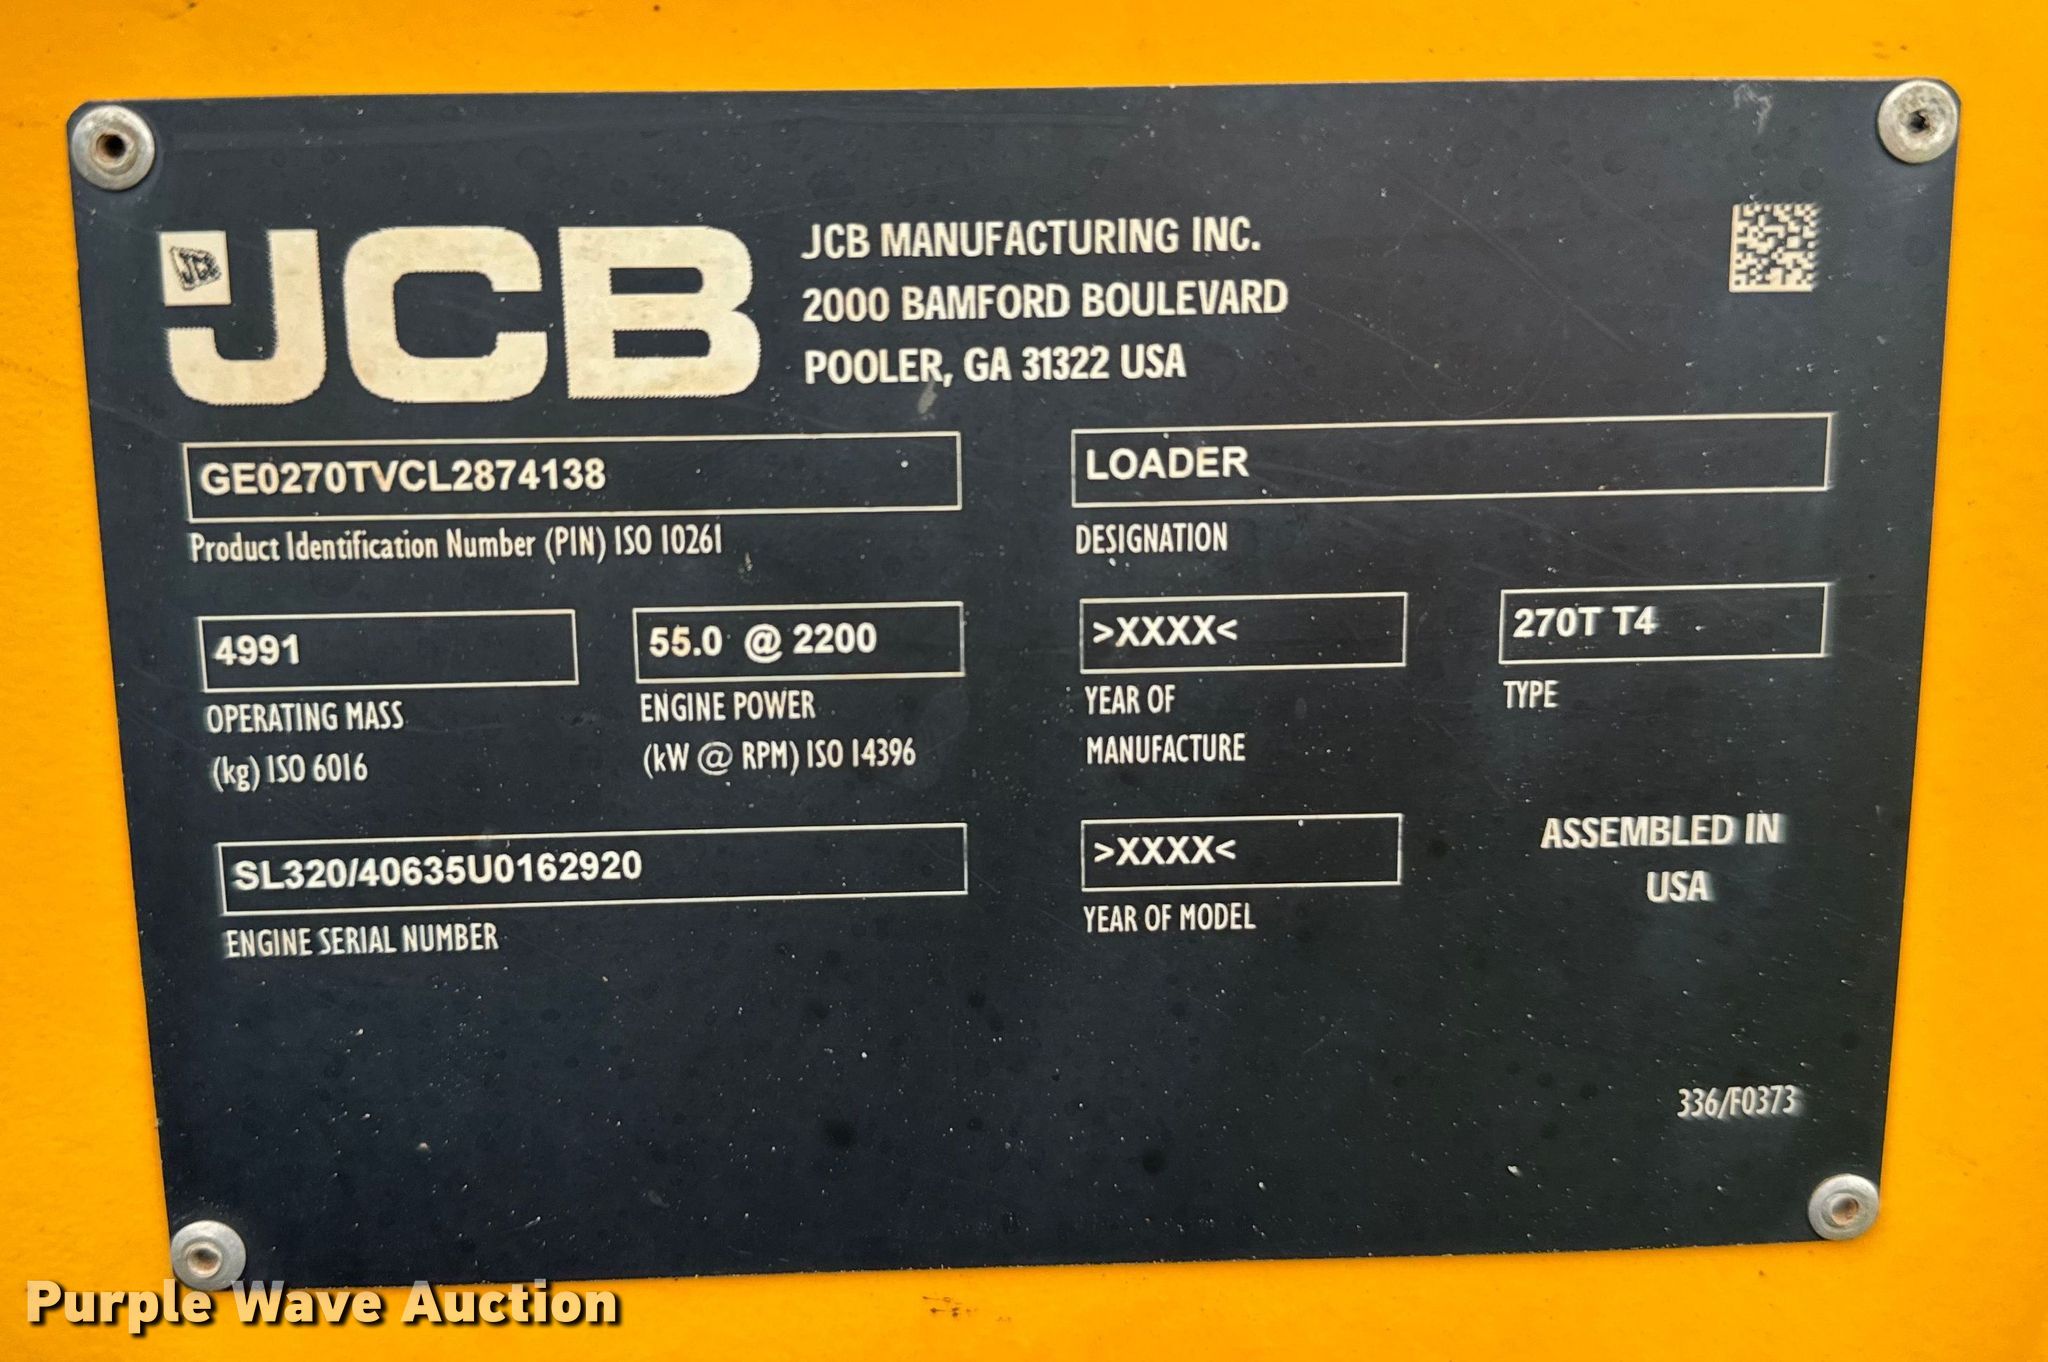 JCB
JCB
JCB MANUFACTURING INC.
2000 BAMFORD BOULEVARD
POOLER, GA 31322 USA
GE0270TVCL2874138
Product Identification Number (PIN) ISO 10261
LOADER
DESIGNATION
4991
OPERATING MASS
(kg) ISO 6016
55.0 @ 2200
ENGINE POWER
(kW @ RPM) ISO 14396
>XXXX<
YEAR OF
MANUFACTURE
270T T4
TYPE
SL320/40635U0162920
ENGINE SERIAL NUMBER
>XXXX<
YEAR OF MODEL
ASSEMBLED IN
USA
336/F0373
Purple Wave Auction